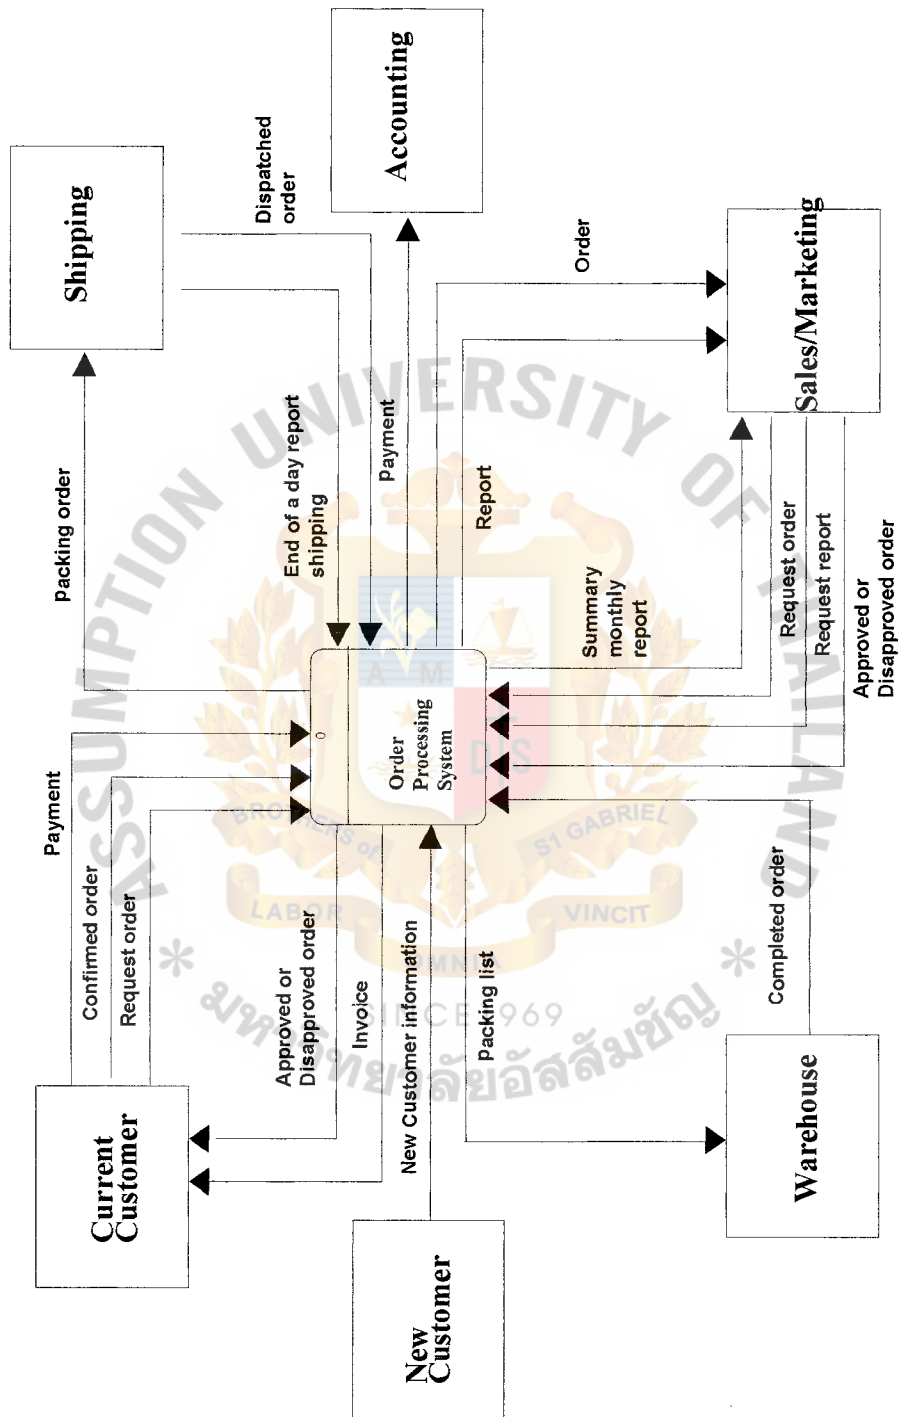 Current
Customer
Payment
Confirmed order
Request order
Approved or
Disapproved order
Invoice
New
Customer
New Customer information
Packing list
Warehouse
Completed order
packing order
Shipping
Dispatched
order
End of a day report
shipping
payment
Accounting
0
Order
Processing
System
Report
Order
Summary
monthly
report
Sales/Marketing
Request order
Request report
Approved or
Disapproved order
ASSUMPTION UNIVERSITY OF THAILAND
BROTHERS of
ST GABRIEL
LABOR
OMNIA
VINCIT
SINCE 1969
มหาวิทยาลัยอัสสัมชัญ
A M
DIS